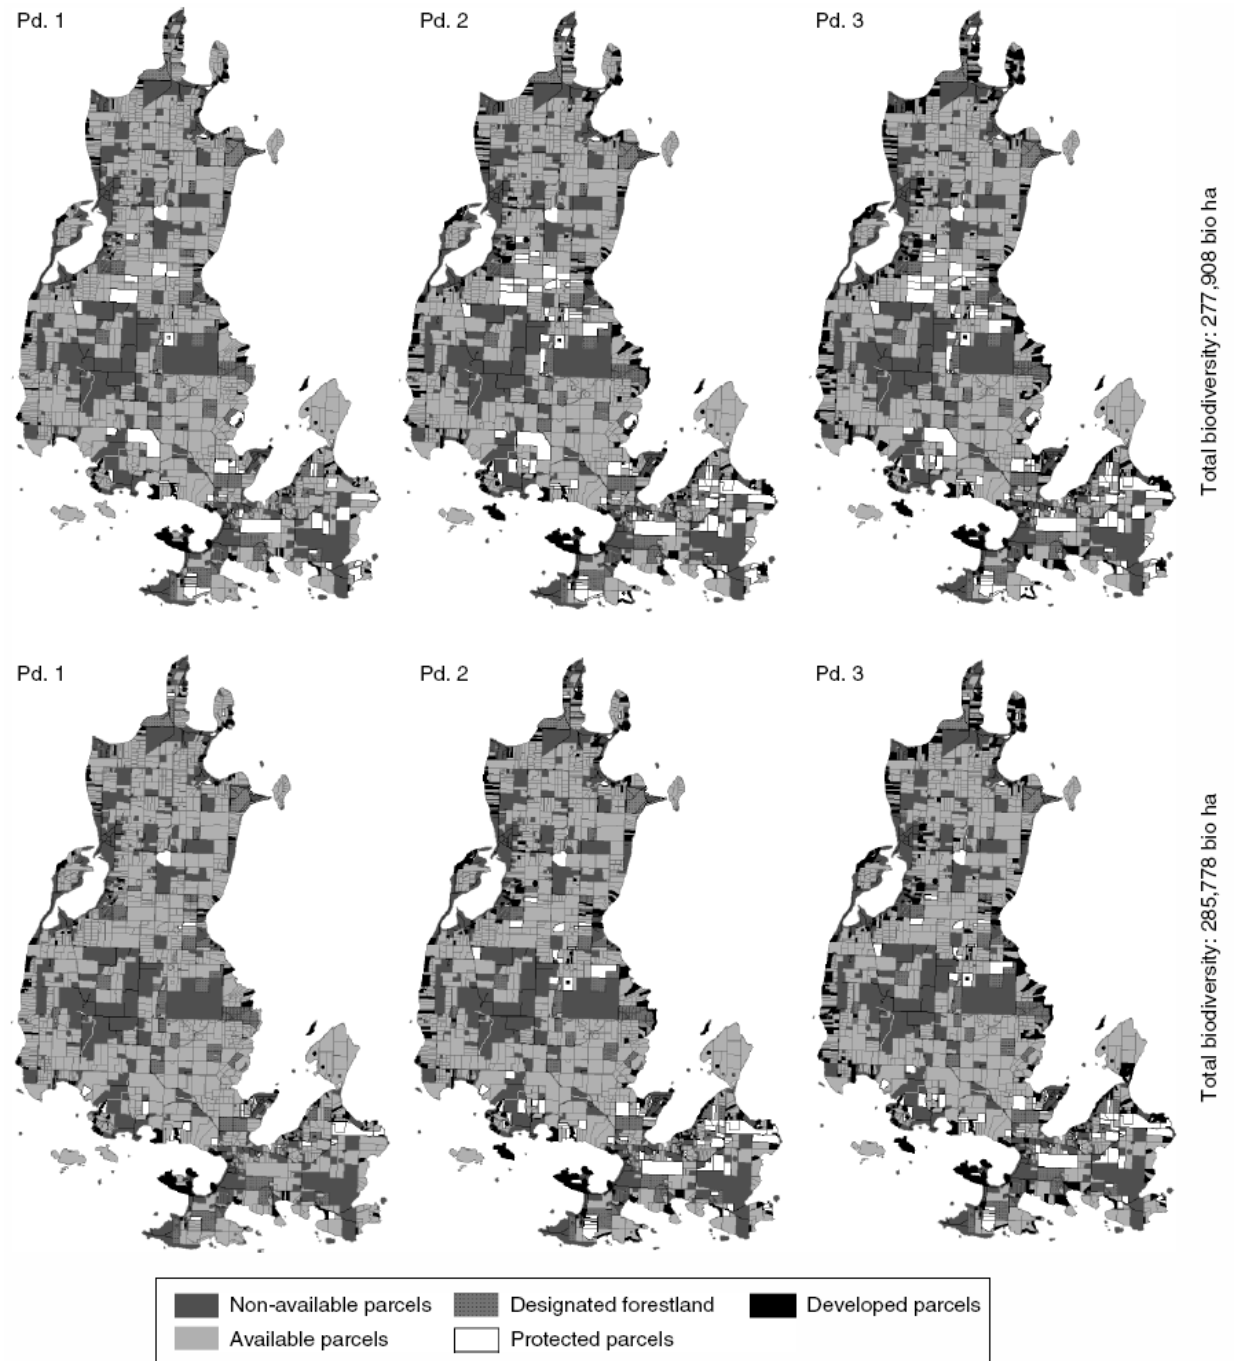 Pd. 1
Pd. 2
Pd. 3
Total biodiversity: 277,908 bio ha
Pd. 1
Pd. 2
Pd. 3
Total biodiversity: 285,778 bio ha
Non-available parcels
Designated forestland
Developed parcels
Available parcels
Protected parcels